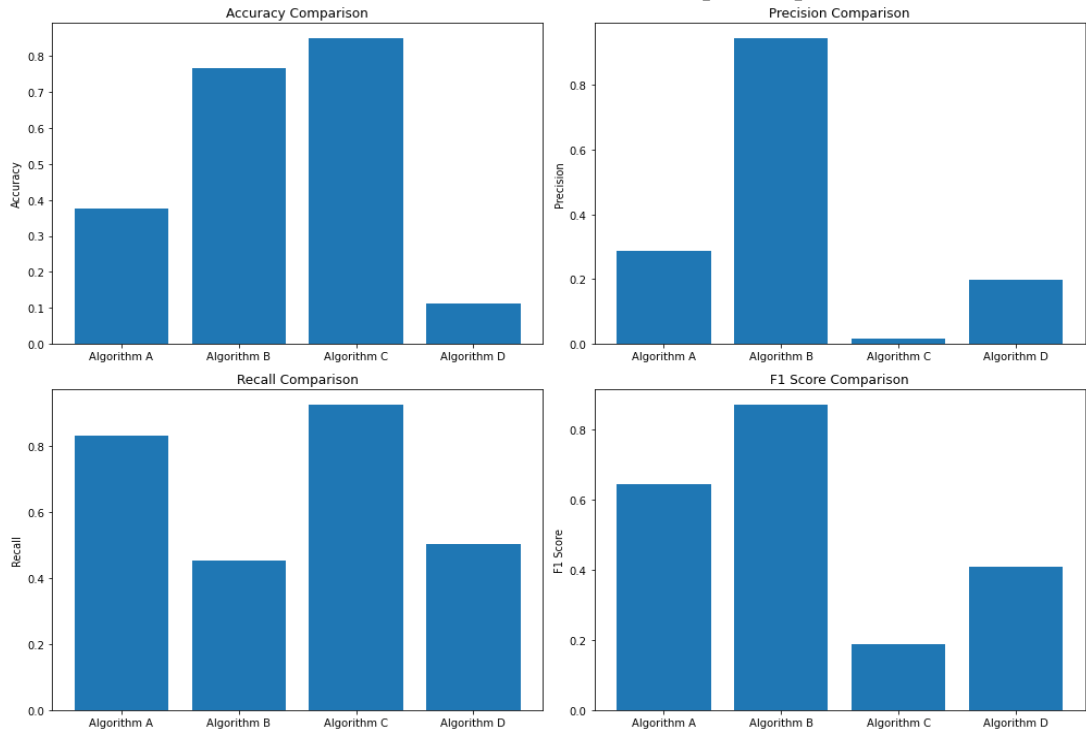 Accuracy Comparison
Accuracy
0.8
0.7
0.6
0.5
0.4
0.3
0.2
0.1
0.0
Algorithm A Algorithm B Algorithm C Algorithm D
Precision Comparison
Precision
0.8
0.6
0.4
0.2
0.0
Algorithm A Algorithm B Algorithm C Algorithm D
Recall Comparison
Recall
0.8
0.6
0.4
0.2
0.0
Algorithm A Algorithm B Algorithm C Algorithm D
F1 Score Comparison
F1 Score
0.8
0.6
0.4
0.2
0.0
Algorithm A Algorithm B Algorithm C Algorithm D